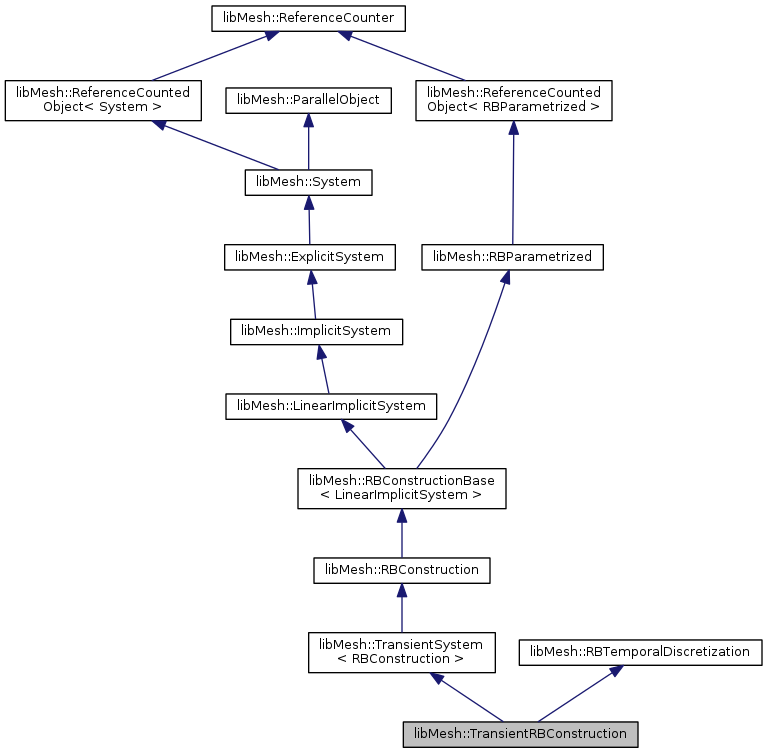 libMesh::ReferenceCounter
libMesh::ReferenceCounted
Object< System >
libMesh::ParallelObject
libMesh::ReferenceCounted
Object< RBParametrized >
libMesh::System
libMesh::ExplicitSystem
libMesh::RBParametrized
libMesh::ImplicitSystem
libMesh::LinearImplicitSystem
libMesh::RBConstructionBase
< LinearImplicitSystem >
libMesh::RBConstruction
libMesh::TransientSystem
< RBConstruction >
libMesh::RBTemporalDiscretization
libMesh::TransientRBConstruction